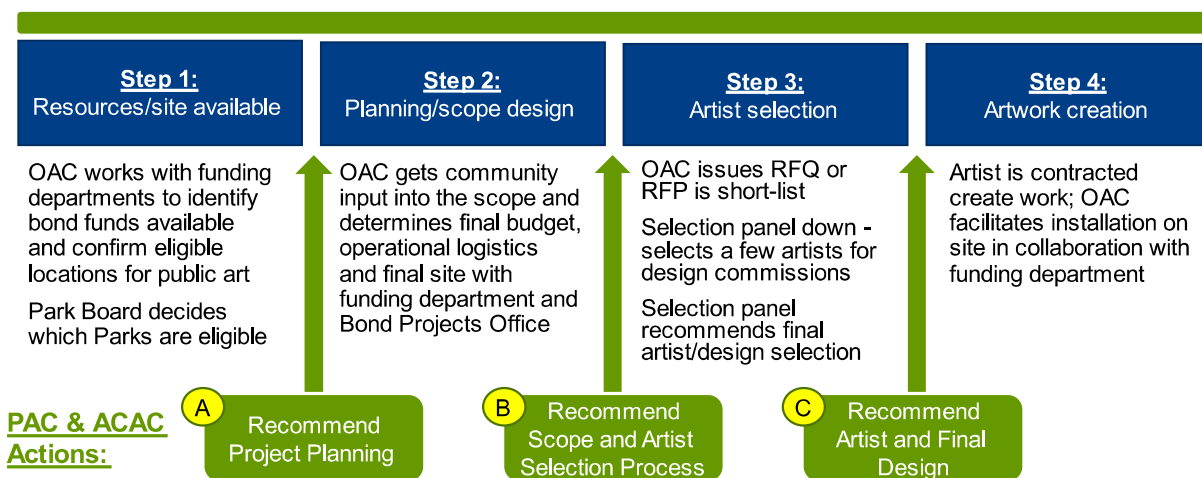 Step 1:
Resources/site available
OAC works with funding
departments to identify
bond funds available
and confirm eligible
locations for public art
Park Board decides
which Parks are eligible
Step 2:
Planning/scope design
OAC gets community
input into the scope and
determines final budget,
operational logistics
and final site with
funding department and
Bond Projects Office
Step 3:
Artist selection
OAC issues RFQ or
RFP is short-list
Selection panel down -
selects a few artists for
design commissions
Selection panel
recommends final
artist/design selection
Step 4:
Artwork creation
Artist is contracted
create work; OAC
facilitates installation on
site in collaboration with
funding department
PAC & ACAC
Actions:
A
Recommend
Project Planning
B
Recommend
Scope and Artist
Selection Process
C
Recommend
Artist and Final
Design